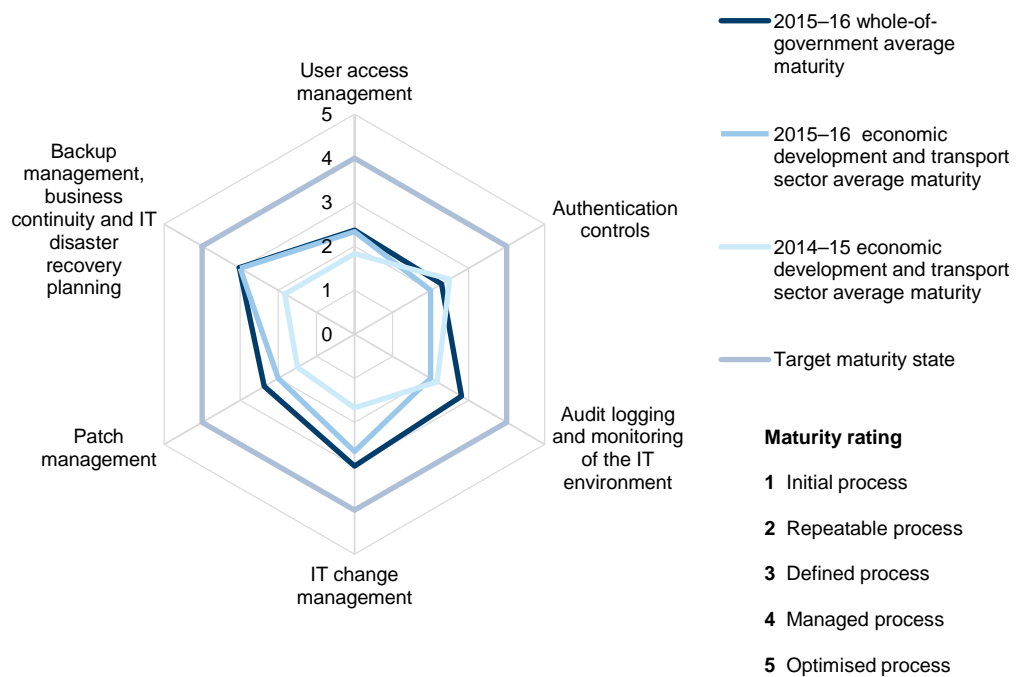 User access
management
5
4
3
2
1
0
Authentication
controls
Audit logging
and monitoring
of the IT
environment
IT change
management
Patch
management
Backup
management,
business
continuity and IT
disaster
recovery
planning
2015–16 whole-of-
government average
maturity
2015–16 economic
development and transport
sector average maturity
2014–15 economic
development and transport
sector average maturity
Target maturity state
Maturity rating
1 Initial process
2 Repeatable process
3 Defined process
4 Managed process
5 Optimised process